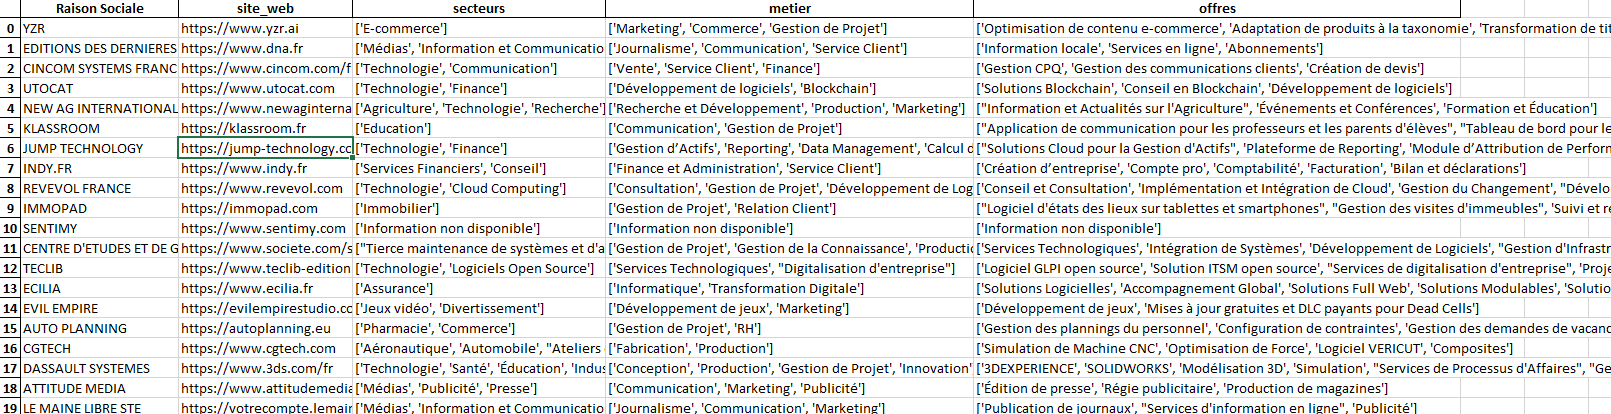 Raison Sociale site_web secteurs metier offres
0 YZR https://www.yzr.ai ['E-commerce'] ['Marketing', 'Commerce', 'Gestion de Projet'] ['Optimisation de contenu e-commerce', 'Adaptation de produits à la taxonomie', 'Transformation de tit
1 EDITIONS DES DERNIERES https://www.dna.fr ['Médias', 'Information et Communicatio ['Journalisme', 'Communication', 'Service Client'] ['Information locale', 'Services en ligne', 'Abonnements']
2 CINCOM SYSTEMS FRANC https://www.cincom.com/f ['Technologie', 'Communication'] ['Vente', 'Service Client', 'Finance'] ['Gestion CPQ', 'Gestion des communications clients', 'Création de devis']
3 UTOCAT https://www.utocat.com ['Technologie', 'Finance'] ['Développement de logiciels', 'Blockchain'] ['Solutions Blockchain', 'Conseil en Blockchain', 'Développement de logiciels']
4 NEW AG INTERNATIONAL https://www.newaginterna ['Agriculture', 'Technologie', 'Recherche'] ['Recherche et Développement', 'Production', 'Marketing'] ["Information et Actualités sur l'Agriculture", 'Événements et Conférences', 'Formation et Éducation']
5 KLASSROOM https://klassroom.fr ['Education'] ['Communication', 'Gestion de Projet'] ["Application de communication pour les professeurs et les parents d'élèves", "Tableau de bord pour le
6 JUMP TECHNOLOGY https://jump-technology.cc ['Technologie', 'Finance'] ['Gestion d’Actifs', 'Reporting', 'Data Management', 'Calcul d ["Solutions Cloud pour la Gestion d'Actifs", 'Plateforme de Reporting', 'Module d’Attribution de Perforn
7 INDY.FR https://www.indy.fr ['Services Financiers', 'Conseil'] ['Finance et Administration', 'Service Client'] ['Création d’entreprise', 'Compte pro', 'Comptabilité', 'Facturation', 'Bilan et déclarations']
8 REVEVOL FRANCE https://www.revevol.com ['Technologie', 'Cloud Computing'] ['Consultation', 'Gestion de Projet', 'Développement de Log ['Conseil et Consultation', 'Implémentation et Intégration de Cloud', 'Gestion du Changement', "Dévelo
9 IMMOPAD https://immopad.com ['Immobilier'] ['Gestion de Projet', 'Relation Client'] ["Logiciel d'états des lieux sur tablettes et smartphones", "Gestion des visites d'immeubles", 'Suivi et re
10 SENTIMY https://www.sentimy.com ['Information non disponible'] ['Information non disponible'] ['Information non disponible']
11 CENTRE D'ETUDES ET DE G https://www.societe.com/s ["Tierce maintenance de systèmes et d'a ['Gestion de Projet', 'Gestion de la Connaissance', 'Productic ['Services Technologiques', 'Intégration de Systèmes', 'Développement de Logiciels', "Gestion d'Infrastr
12 TECLIB https://www.teclib-edition ['Technologie', 'Logiciels Open Source'] ['Services Technologiques', "Digitalisation d'entreprise"] ['Logiciel GLPI open source', 'Solution ITSM open source', "Services de digitalisation d'entreprise", 'Proje
13 ECILIA https://www.ecilia.fr ['Assurance'] ['Informatique', 'Transformation Digitale'] ['Solutions Logicielles', 'Accompagnement Global', 'Solutions Full Web', 'Solutions Modulables', 'Solutio
14 EVIL EMPIRE https://evilempirestudio.cc ['Jeux vidéo', 'Divertissement'] ['Développement de jeux', 'Marketing'] ['Développement de jeux', 'Mises à jour gratuites et DLC payants pour Dead Cells']
15 AUTO PLANNING https://autoplanning.eu ['Pharmacie', 'Commerce'] ['Gestion de Projet', 'RH'] ['Gestion des plannings du personnel', 'Configuration de contraintes', 'Gestion des demandes de vacanc
16 CGTECH https://www.cgtech.com ['Aéronautique', 'Automobile', "Ateliers ['Fabrication', 'Production'] ['Simulation de Machine CNC', 'Optimisation de Force', 'Logiciel VERICUT', 'Composites']
17 DASSAULT SYSTEMES https://www.3ds.com/fr ['Technologie', 'Santé', 'Éducation', 'Indus ['Conception', 'Production', 'Gestion de Projet', 'Innovation' ['3DEXPERIENCE', 'SOLIDWORKS', 'Modélisation 3D', 'Simulation', "Services de Processus d'Affaires", "Ge
18 ATTITUDE MEDIA https://www.attitudemedia ['Médias', 'Publicité', 'Presse'] ['Communication', 'Marketing', 'Publicité'] ['Édition de presse', 'Régie publicitaire', 'Production de magazines']
19 LE MAINE LIBRE STE https://votrecompte.lemair ['Médias', 'Information et Communicatio ['Journalisme', 'Communication', 'Marketing'] ['Publication de journaux', "Services d'information en ligne", 'Publicité']